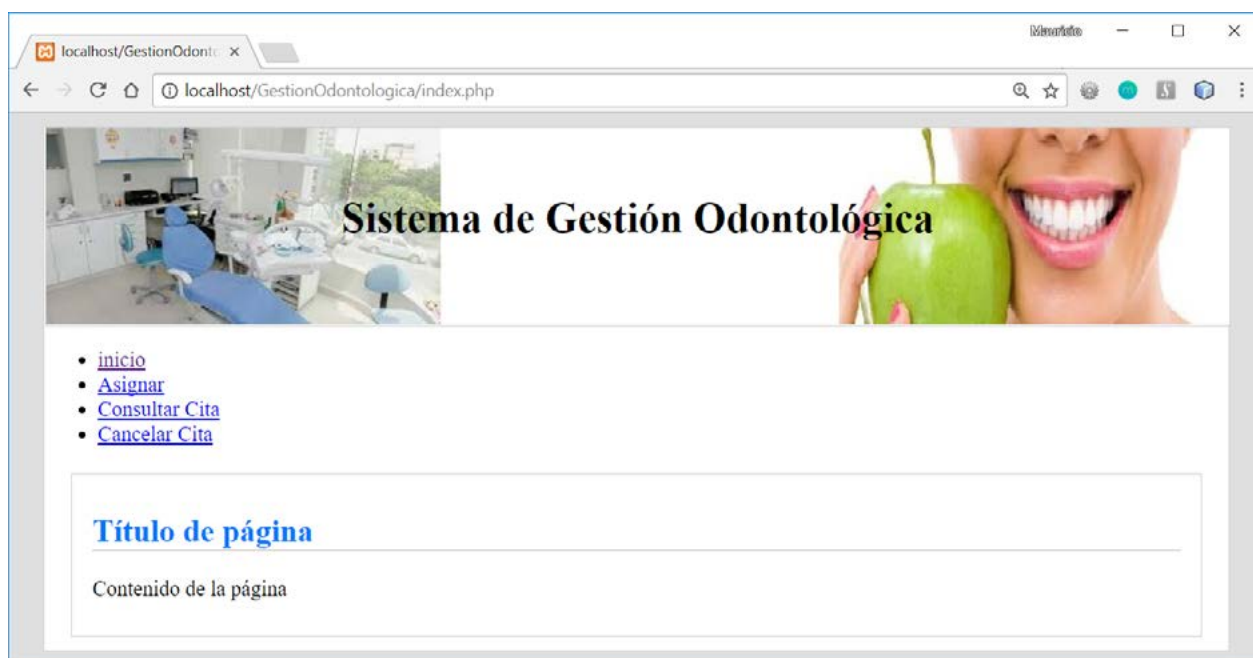 Mauricio
localhost/GestionOdonto
localhost/GestionOdontologica/index.php
Sistema de Gestión Odontológica
inicio
Asignar
Consultar Cita
Cancelar Cita
Título de página
Contenido de la página